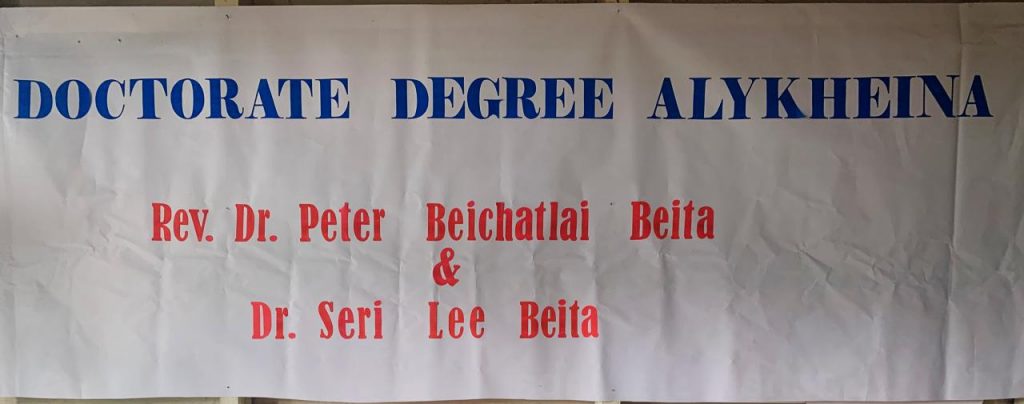 DOCTORATE DEGREE ALYKHEINA
Rev. Dr. Peter Beichatlai Beita
&
Dr. Seri Lee Beita